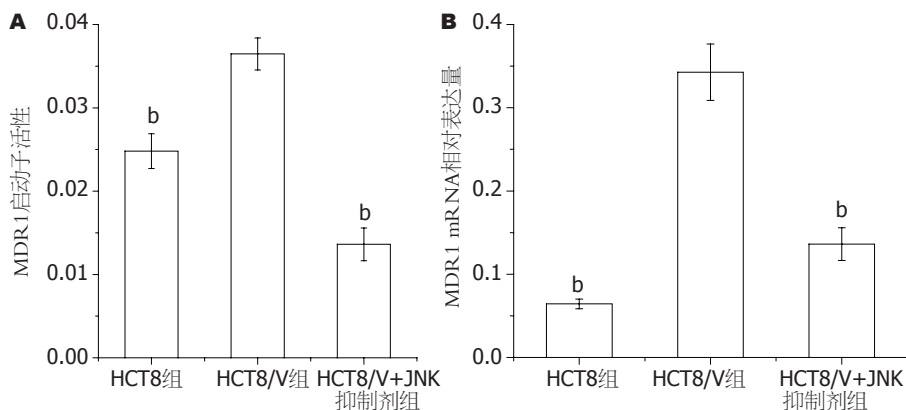 A
MDR1启动子活性
0.04
0.03
0.02
0.01
0.00
b
b
HCT8组
HCT8/V组
HCT8/V+JNK
抑制剂组
B
MDR1 mRNA相对表达量
0.4
0.3
0.2
0.1
0.0
b
b
HCT8组
HCT8/V组
HCT8/V+JNK
抑制剂组